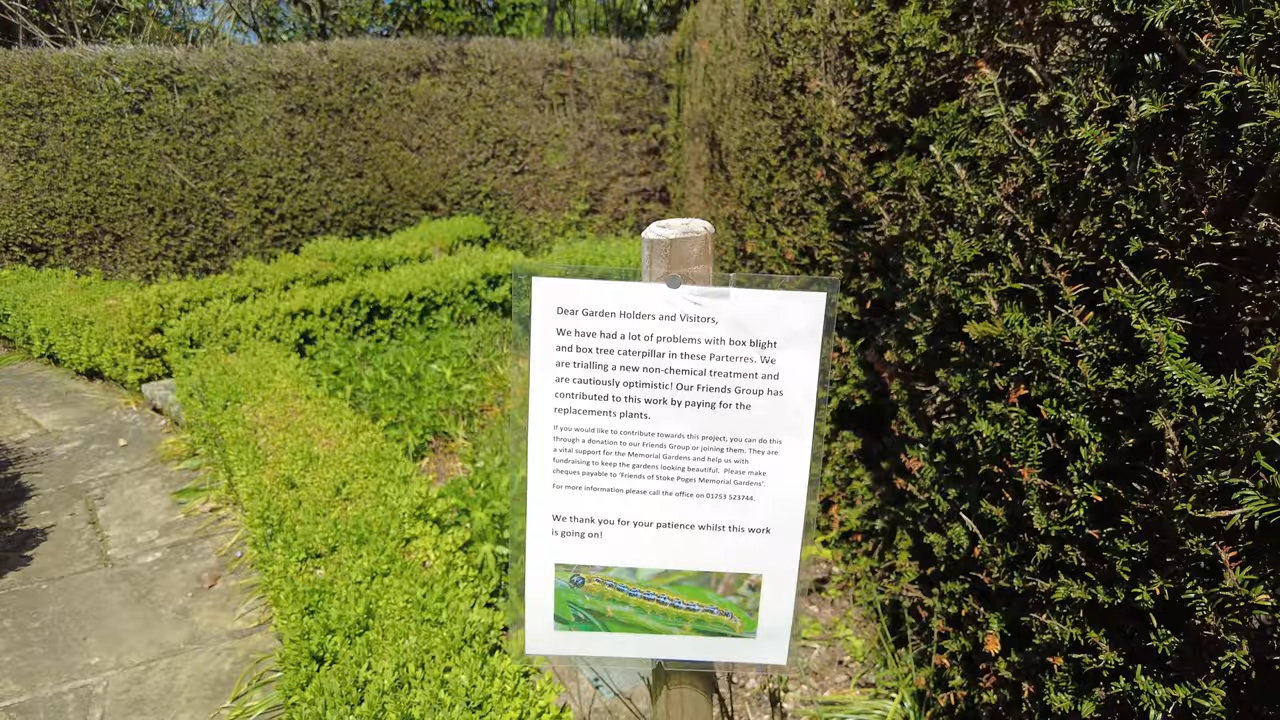 Dear Garden Holders and Visitors,
We have had a lot of problems with box blight
and box tree caterpillar in these Parterres. We
are trialling a new non-chemical treatment and
are cautiously optimistic! Our Friends Group has
contributed to this work by paying for the
replacements plants.
If you would like to contribute towards this project, you can do this
through a donation to our Friends Group or joining them. They are
a vital support for the Memorial Gardens and help us with
fundraising to keep the gardens looking beautiful. Please make
cheques payable to 'Friends of Stoke Poges Memorial Gardens'.
For more information please call the office on 01753 523744.
We thank you for your patience whilst this work
is going on!